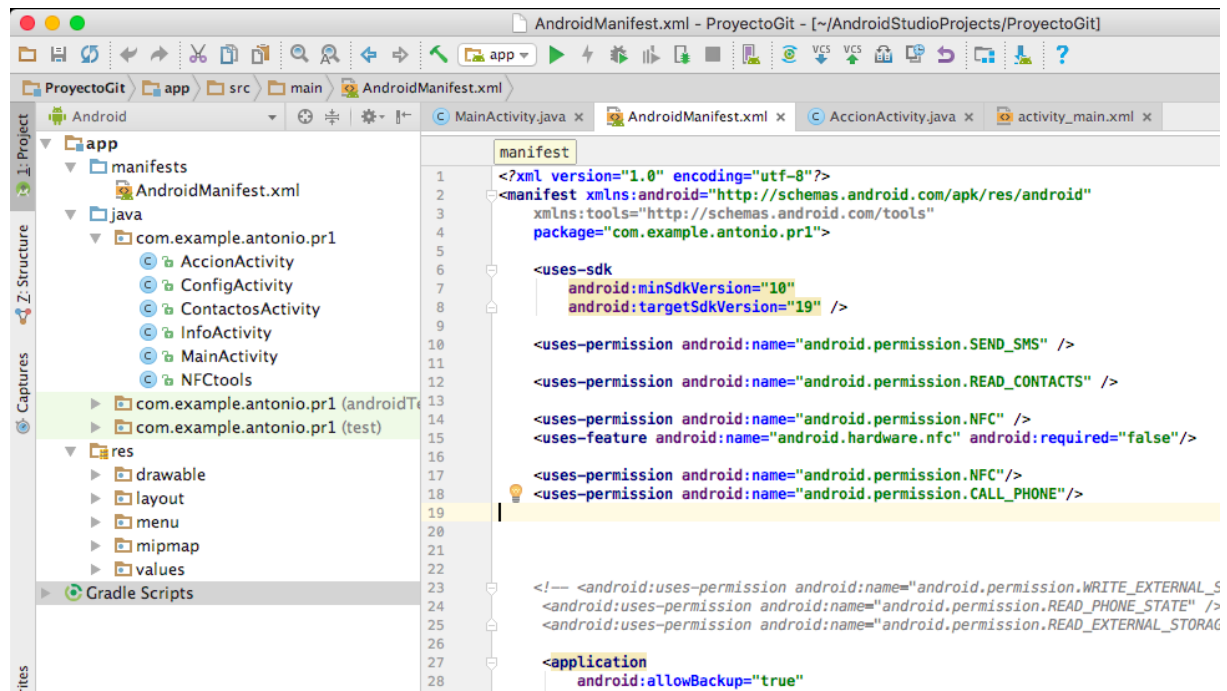 AndroidManifest.xml - ProyectoGit - [~/AndroidStudioProjects/ProyectoGit]
app
VCS VCS ?
ProyectoGit app src main AndroidManifest.xml
Android
MainActivity.java × AndroidManifest.xml × AccionActivity.java × activity_main.xml ×
1: Project
Z: Structure
Captures
app
manifests
AndroidManifest.xml
java
com.example.antonio.pr1
AccionActivity
ConfigActivity
ContactosActivity
InfoActivity
MainActivity
NFCtools
com.example.antonio.pr1 (androidTe
com.example.antonio.pr1 (test)
res
drawable
layout
menu
mipmap
values
Gradle Scripts
manifest
1 <?xml version="1.0" encoding="utf-8"?>
2 <manifest xmlns:android="http://schemas.android.com/apk/res/android"
3 xmlns:tools="http://schemas.android.com/tools"
4 package="com.example.antonio.pr1">
5
6 <uses-sdk
7 android:minSdkVersion="10"
8 android:targetSdkVersion="19" />
9
10 <uses-permission android:name="android.permission.SEND_SMS" />
11
12 <uses-permission android:name="android.permission.READ_CONTACTS" />
13
14 <uses-permission android:name="android.permission.NFC" />
15 <uses-feature android:name="android.hardware.nfc" android:required="false"/>
16
17 <uses-permission android:name="android.permission.NFC"/>
18 <uses-permission android:name="android.permission.CALL_PHONE"/>
19
20
21
22
23 <!-- <android:uses-permission android:name="android.permission.WRITE_EXTERNAL_S
24 <android:uses-permission android:name="android.permission.READ_PHONE_STATE" />
25 <android:uses-permission android:name="android.permission.READ_EXTERNAL_STORAG
26
27 <application
28 android:allowBackup="true"